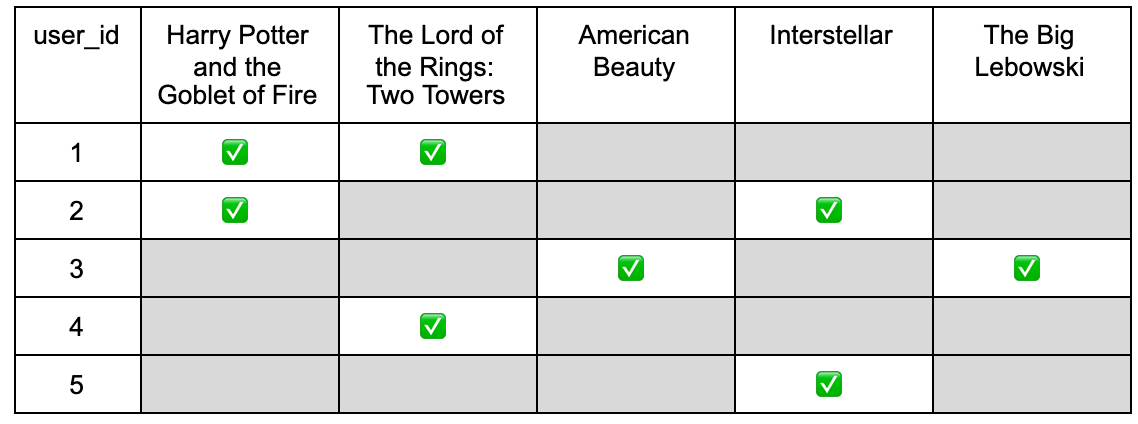 user_id
Harry Potter
and the
Goblet of Fire
The Lord of
the Rings:
Two Towers
American
Beauty
Interstellar
The Big
Lebowski
1
2
3
4
5